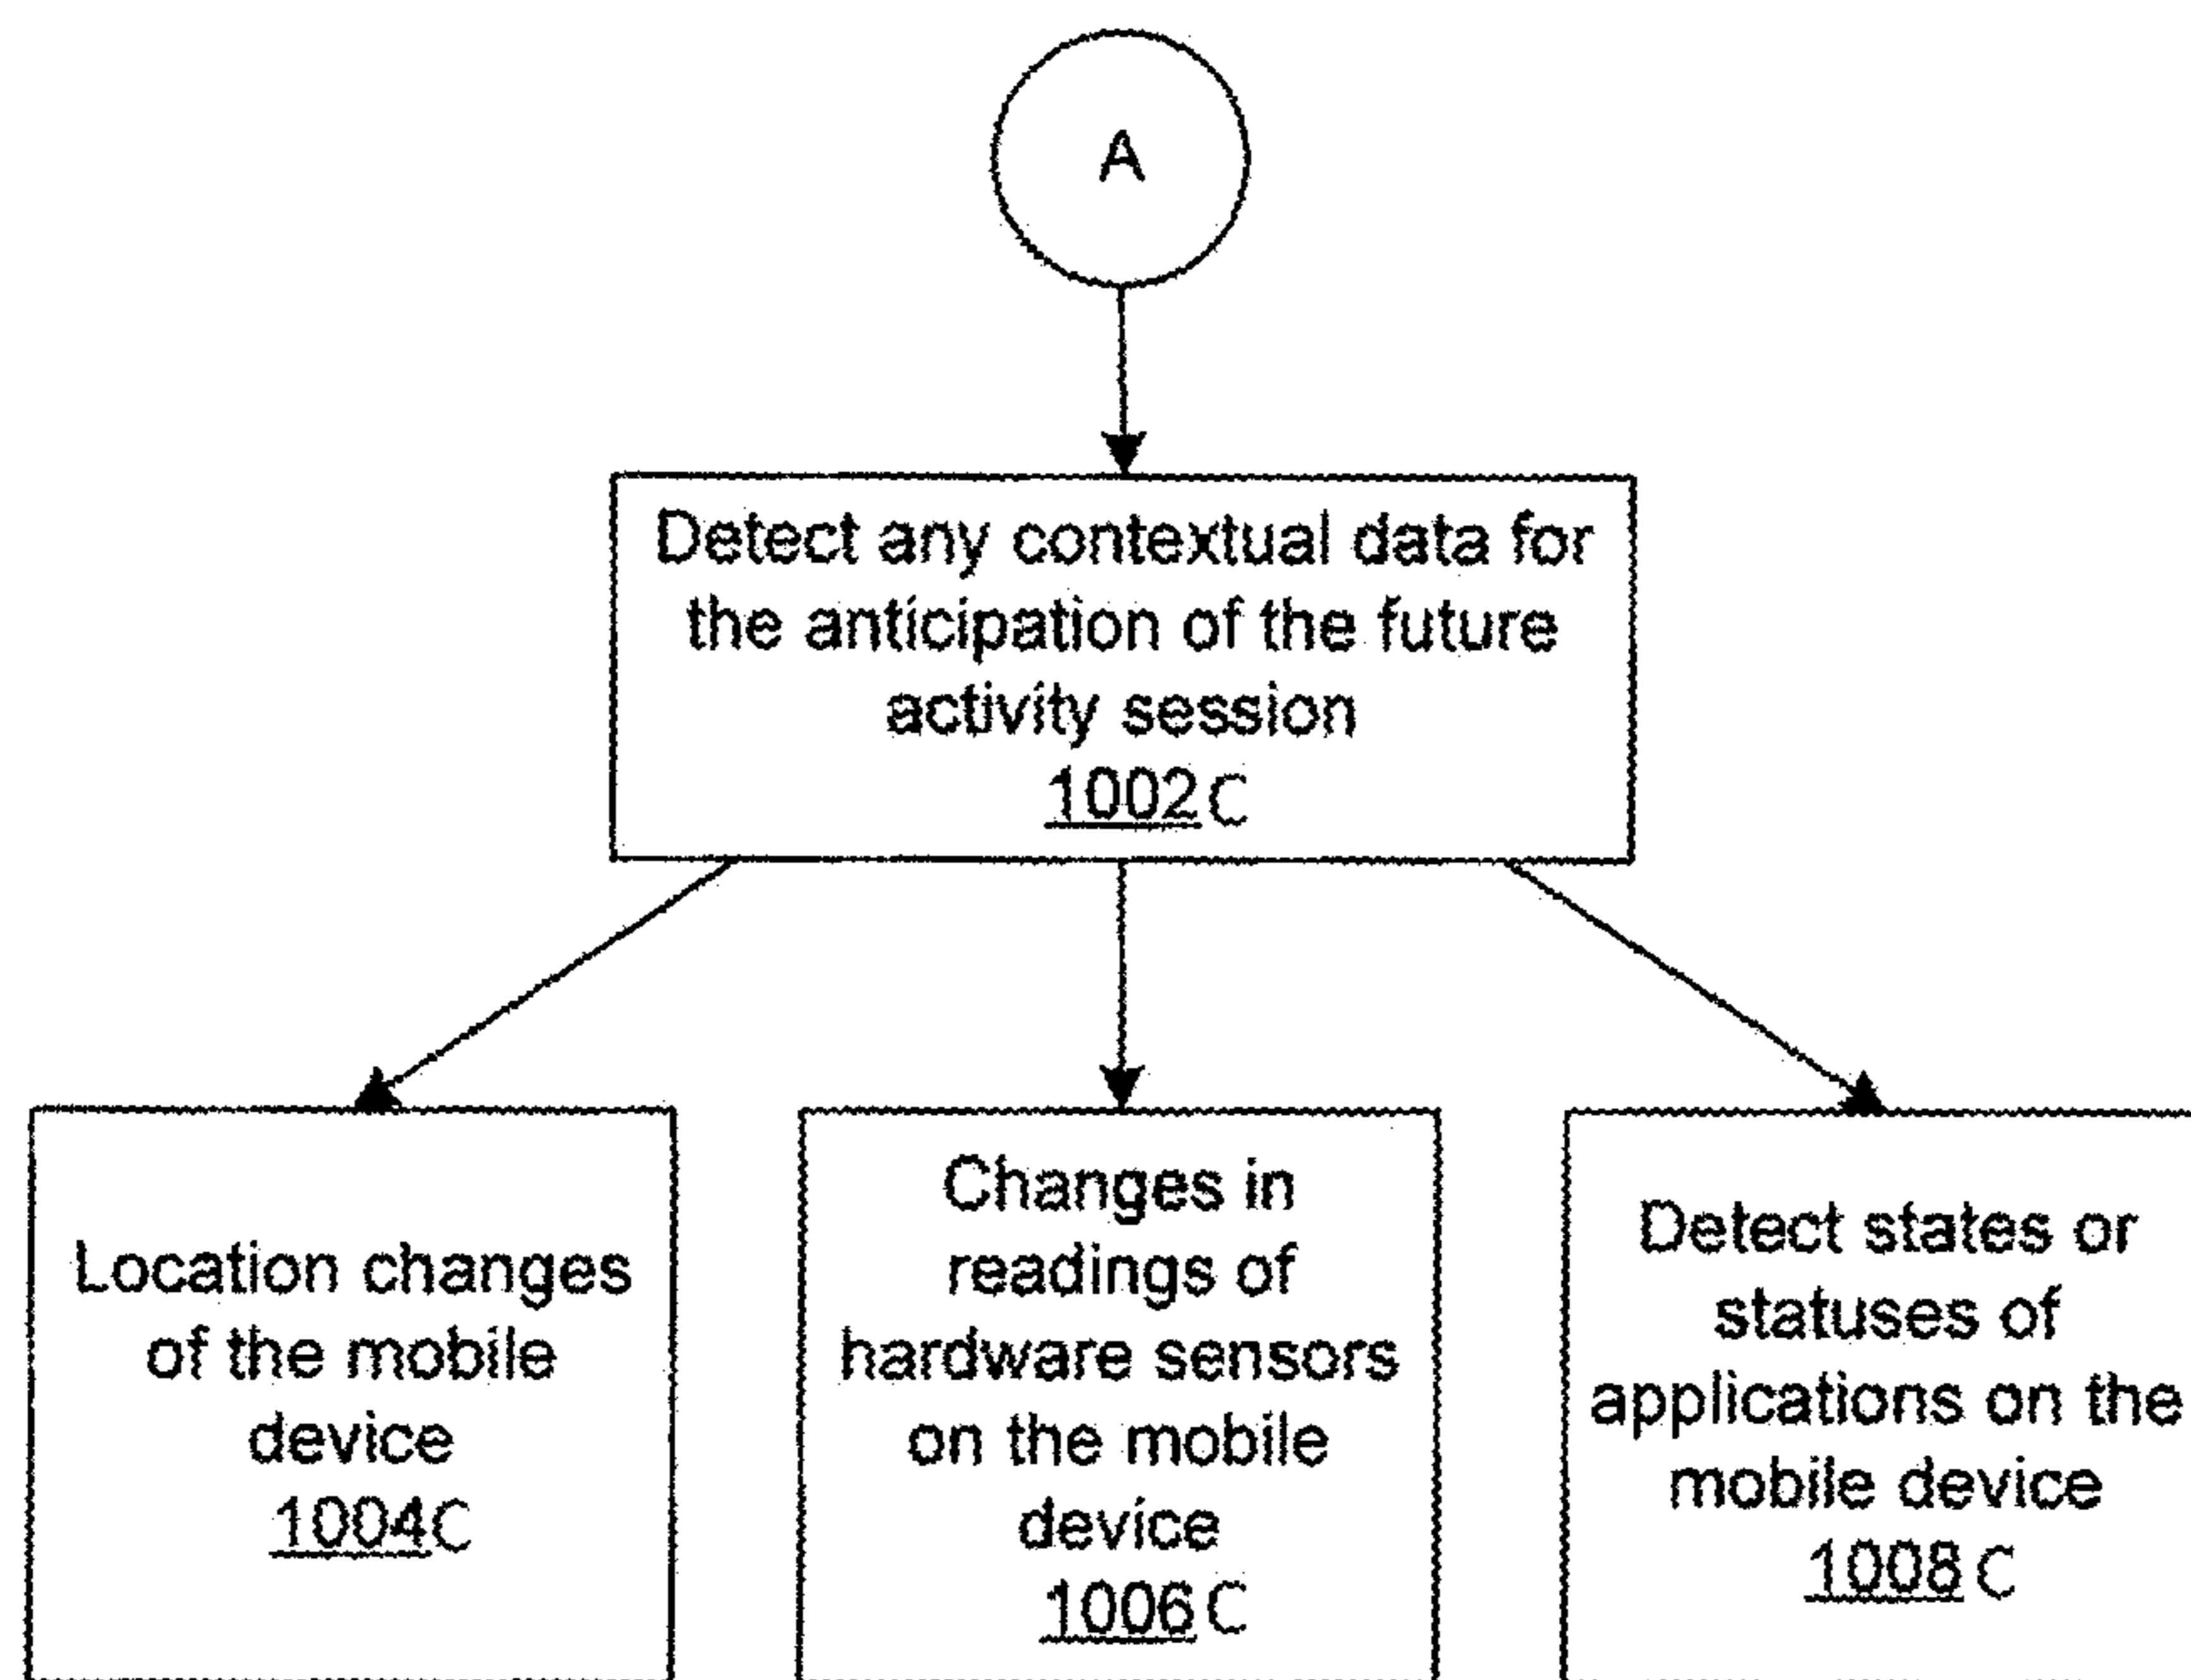 A
Detect any contextual data for
the anticipation of the future
activity session
1002C
Location changes
of the mobile
device
1004C
Changes in
readings of
hardware sensors
on the mobile
device
1006C
Detect states or
statuses of
applications on the
mobile device
1008C